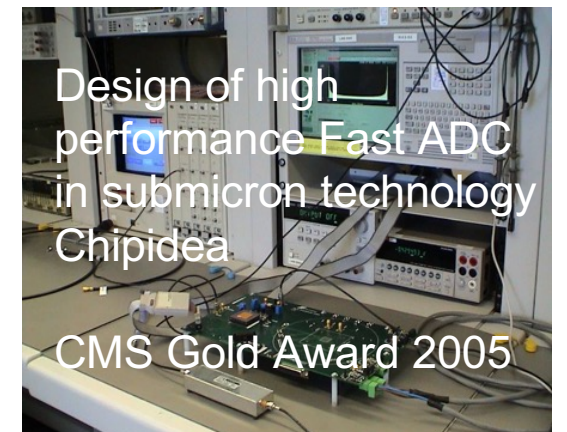 Design of high
performance Fast ADC
in submicron technology
Chipidea
CMS Gold Award 2005